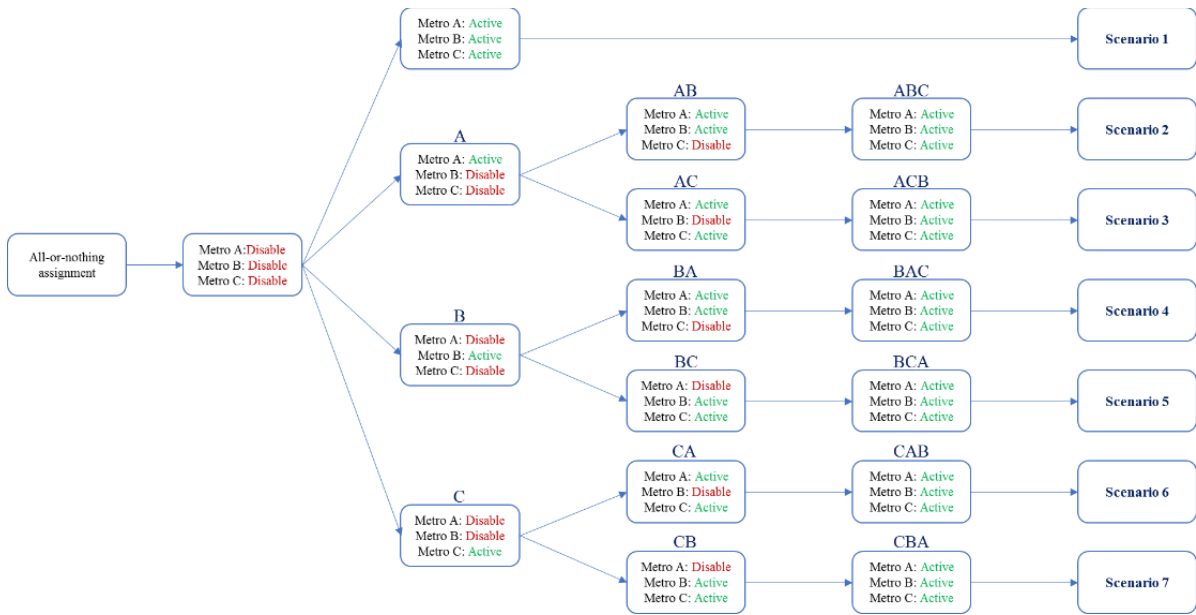 Metro A: Active
Metro B: Active
Metro C: Active
Scenario 1
AB
Metro A: Active
Metro B: Active
Metro C: Disable
ABC
Metro A: Active
Metro B: Active
Metro C: Active
Scenario 2
A
Metro A: Active
Metro B: Disable
Metro C: Disable
AC
Metro A: Active
Metro B: Disable
Metro C: Active
ACB
Metro A: Active
Metro B: Active
Metro C: Active
Scenario 3
All-or-nothing
assignment
Metro A:Disable
Metro B: Disable
Metro C: Disable
BA
Metro A: Active
Metro B: Active
Metro C: Disable
BAC
Metro A: Active
Metro B: Active
Metro C: Active
Scenario 4
B
Metro A: Disable
Metro B: Active
Metro C: Disable
BC
Metro A: Disable
Metro B: Active
Metro C: Active
BCA
Metro A: Active
Metro B: Active
Metro C: Active
Scenario 5
CA
Metro A: Active
Metro B: Disable
Metro C: Active
CAB
Metro A: Active
Metro B: Active
Metro C: Active
Scenario 6
C
Metro A: Disable
Metro B: Disable
Metro C: Active
CB
Metro A: Disable
Metro B: Active
Metro C: Active
CBA
Metro A: Active
Metro B: Active
Metro C: Active
Scenario 7